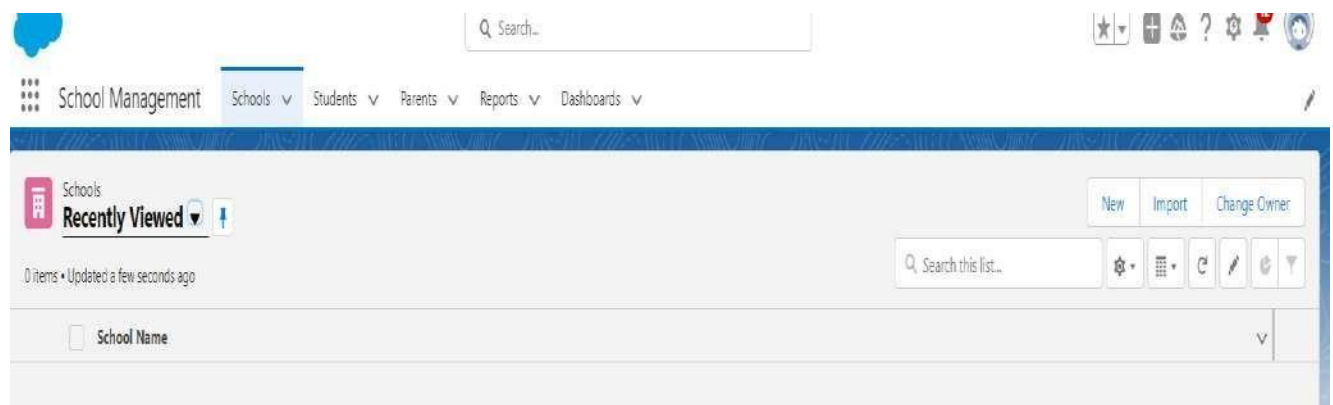 Search...
School Management Schools Students Parents Reports Dashboards
Schools
Recently Viewed
New Import Change Owner
0 items • Updated a few seconds ago
Search this list...
School Name